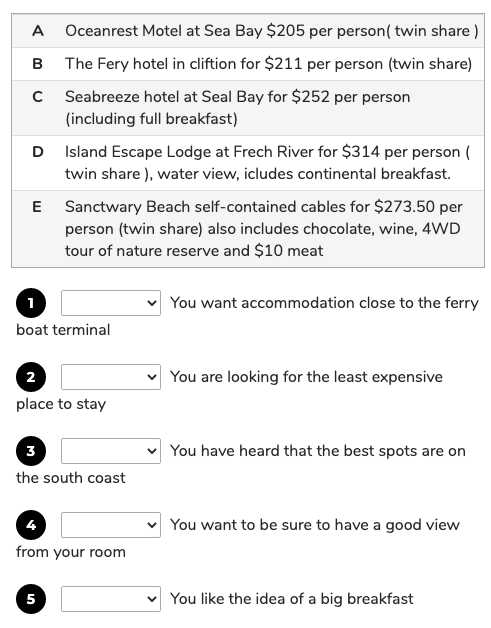 A Oceanrest Motel at Sea Bay $205 per person( twin share )
B The Fery hotel in cliftion for $211 per person (twin share)
C Seabreeze hotel at Seal Bay for $252 per person
(including full breakfast)
D Island Escape Lodge at Frech River for $314 per person (
twin share ), water view, icludes continental breakfast.
E Sanctwary Beach self-contained cables for $273.50 per
person (twin share) also includes chocolate, wine, 4WD
tour of nature reserve and $10 meat
1 You want accommodation close to the ferry
boat terminal
2 You are looking for the least expensive
place to stay
3 You have heard that the best spots are on
the south coast
4 You want to be sure to have a good view
from your room
5 You like the idea of a big breakfast